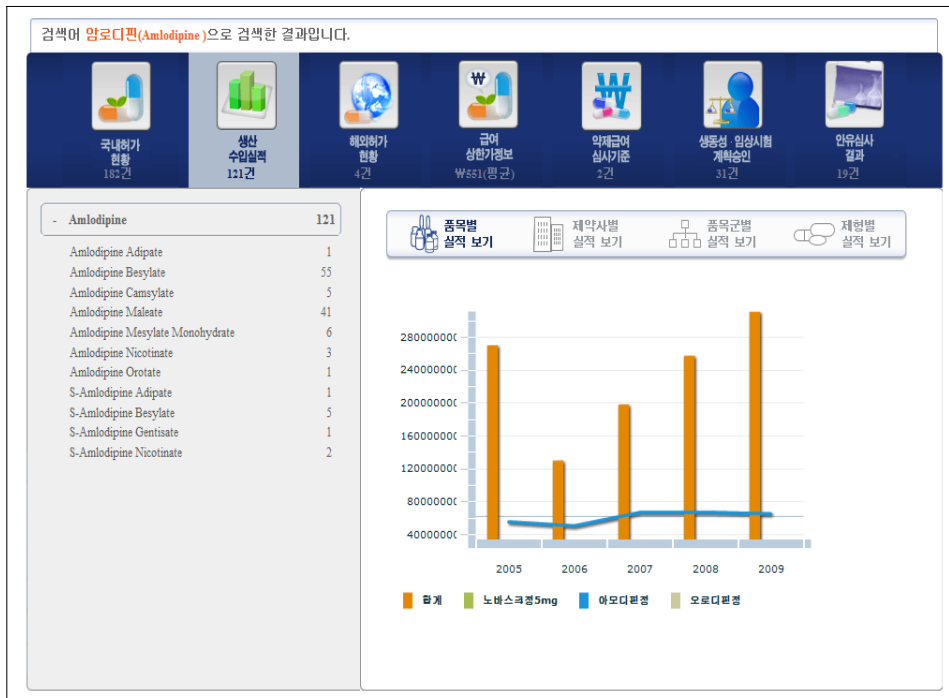 검색어 암로디핀(Amlodipine )으로 검색한 결과입니다.
국내허가
현황
182건
생산
수입실적
121건
해외허가
현황
4건
급여
상한가정보
₩551(평균)
약제급여
심사기준
2건
생동성·임상시험
계획승인
31건
안유심사
결과
19건
- Amlodipine 121
Amlodipine Adipate 1
Amlodipine Besylate 55
Amlodipine Camsylate 5
Amlodipine Maleate 41
Amlodipine Mesylate Monohydrate 6
Amlodipine Nicotinate 3
Amlodipine Orotate 1
S-Amlodipine Adipate 1
S-Amlodipine Besylate 5
S-Amlodipine Gentisate 1
S-Amlodipine Nicotinate 2
품목별
실적 보기
제약사별
실적 보기
품목군별
실적 보기
제형별
실적 보기
28000000(
24000000(
20000000(
16000000(
12000000(
8000000(
4000000(
2005 2006 2007 2008 2009
합계 노바스크정5mg 아모디핀정 오로디핀정